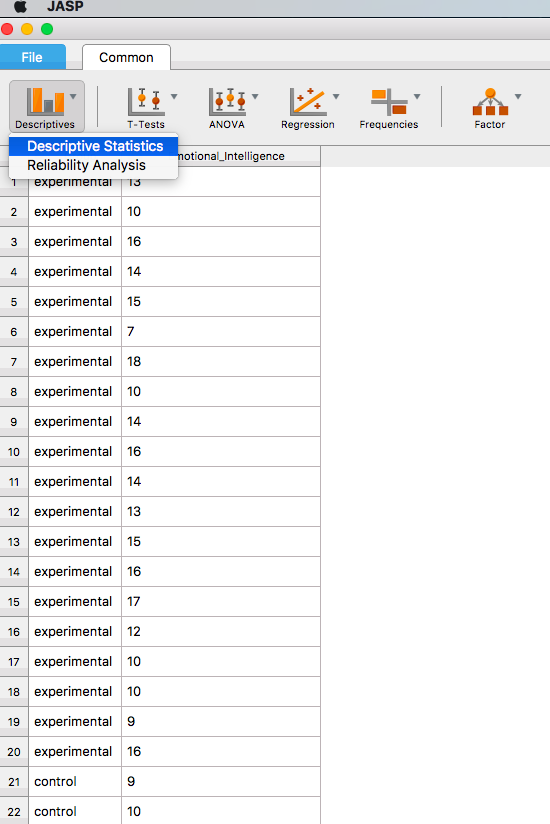 JASP
File Common
Descriptives T-Tests ANOVA Regression Frequencies Factor
Descriptive Statistics
Reliability Analysis
motional_Intelligence
1 experimental 13
2 experimental 10
3 experimental 16
4 experimental 14
5 experimental 15
6 experimental 7
7 experimental 18
8 experimental 10
9 experimental 14
10 experimental 16
11 experimental 14
12 experimental 13
13 experimental 15
14 experimental 16
15 experimental 17
16 experimental 12
17 experimental 10
18 experimental 10
19 experimental 9
20 experimental 16
21 control 9
22 control 10